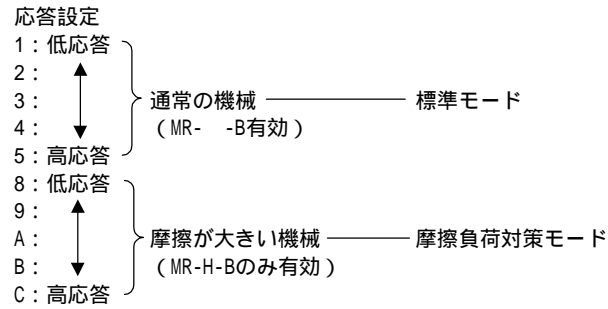 応答設定
1：低応答
2：
3： 通常の機械 標準モード
4： （MR-　-B有効）
5：高応答
8：低応答
9：
A： 摩擦が大きい機械 摩擦負荷対策モード
B： （MR-H-Bのみ有効）
C：高応答